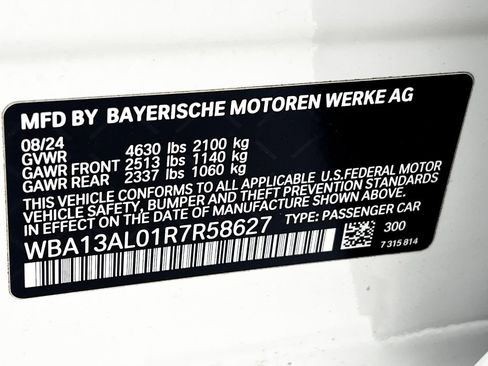 MFD BY BAYERISCHE MOTOREN WERKE AG
08/24
GVWR 4630 lbs 2100 kg
GAWR FRONT 2513 lbs 1140 kg
GAWR REAR 2337 lbs 1060 kg
THIS VEHICLE CONFORMS TO ALL APPLICABLE U.S.FEDERAL MOTOR
VEHICLE SAFETY, BUMPER AND THEFT PREVENTION STANDARDS
IN EFFECT ON THE DATE OF MANUFACTURE SHOWN ABOVE.
WBA13AL01R7R58627 TYPE: PASSENGER CAR
300
7 315 814